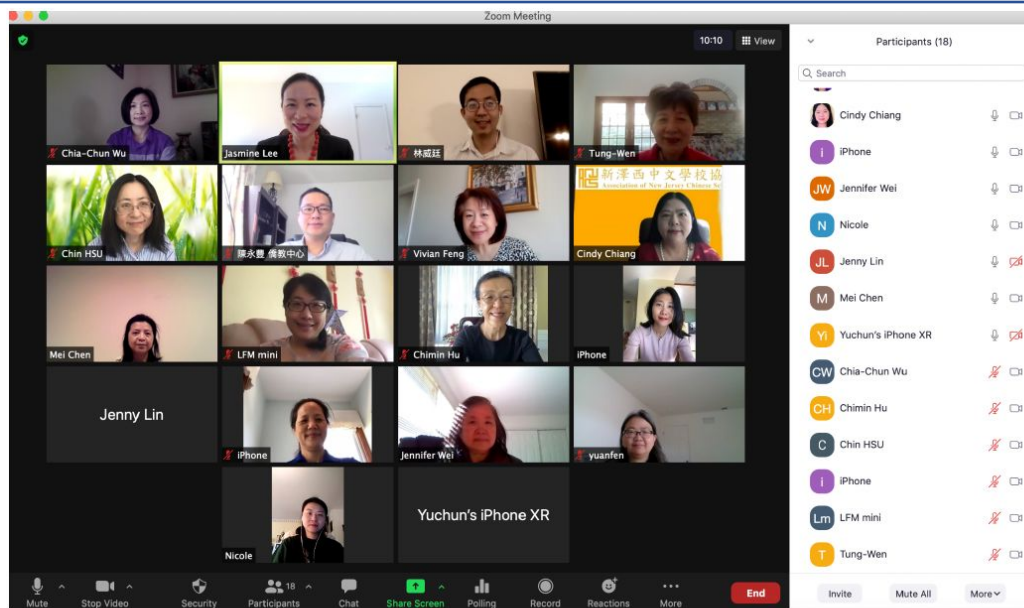 Zoom Meeting
10:10 View
Participants (18)
Search
Chia-Chun Wu
Jasmine Lee
林威廷
Tung-Wen
Chin HSU
陳永豐 僑教中心
Vivian Feng
新澤西中文學校協
Association of New Jersey Chinese Sc
Cindy Chiang
Mei Chen
LFM mini
Chimin Hu
iPhone
Jenny Lin
iPhone
Jennifer Wei
yuanfen
Nicole
Yuchun's iPhone XR
Cindy Chiang
i iPhone
JW Jennifer Wei
N Nicole
JL Jenny Lin
M Mei Chen
YI Yuchun's iPhone XR
CW Chia-Chun Wu
CH Chimin Hu
C Chin HSU
i iPhone
Lm LFM mini
T Tung-Wen
Mute
Stop Video
Security
18
Participants
Chat
Share Screen
Polling
Record
Reactions
More
End
Invite
Mute All
More